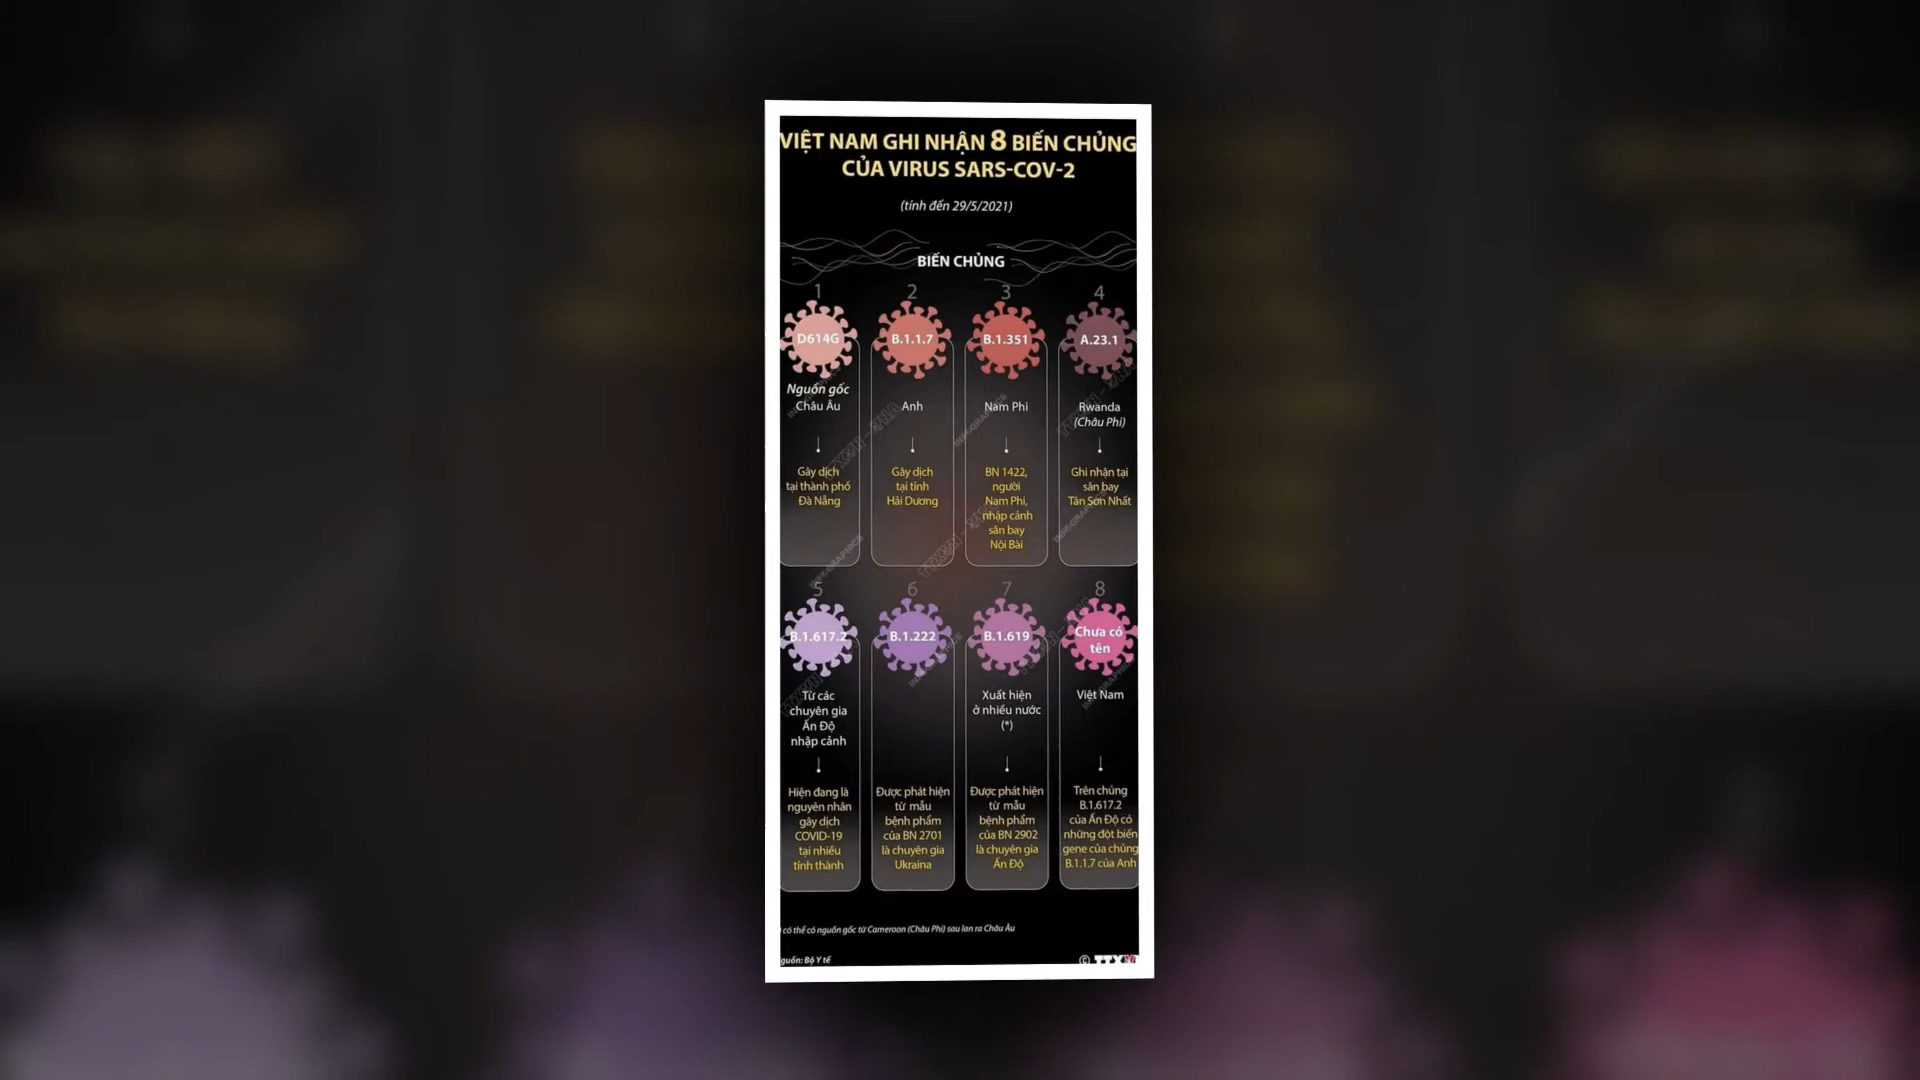 VIỆT NAM GHI NHẬN 8 BIẾN CHỦNG
CỦA VIRUS SARS-COV-2
(tính đến 29/5/2021)
BIẾN CHỦNG
1
D614G
Nguồn gốc
Châu Âu
Gây dịch
tại thành phố
Đà Nẵng
2
B.1.1.7
Anh
Gây dịch
tại tỉnh
Hải Dương
3
B.1.351
Nam Phi
BN 1422,
người
Nam Phi,
nhập cảnh
sân bay
Nội Bài
4
A.23.1
Rwanda
(Châu Phi)
Ghi nhận tại
sân bay
Tân Sơn Nhất
5
B.1.617.2
Từ các
chuyên gia
Ấn Độ
nhập cảnh
Hiện đang là
nguyên nhân
gây dịch
COVID-19
tại nhiều
tỉnh thành
6
B.1.222
Được phát hiện
từ mẫu
bệnh phẩm
của BN 2701
là chuyên gia
Ukraina
7
B.1.619
Xuất hiện
ở nhiều nước
(*)
Được phát hiện
từ mẫu
bệnh phẩm
của BN 2902
là chuyên gia
Ấn Độ
8
Chưa có
tên
Việt Nam
Trên chủng
B.1.617.2
của Ấn Độ có
những đột biến
gene của chủng
B.1.1.7 của Anh
có thể có nguồn gốc từ Cameroon (Châu Phi) sau lan ra Châu Âu
guồn: Bộ Y tế
© TTX